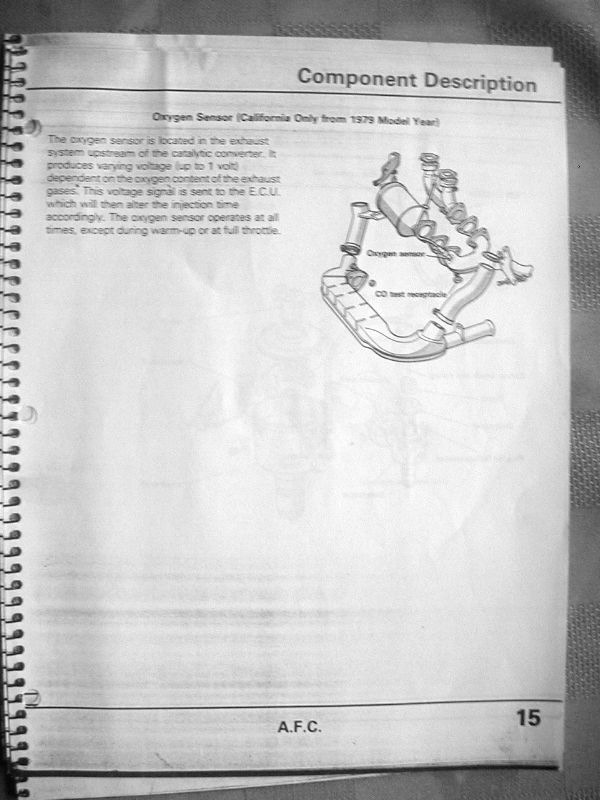 Component Description
Oxygen Sensor (California Only from 1979 Model Year)
The oxygen sensor is located in the exhaust
system upstream of the catalytic converter. It
produces varying voltage (up to 1 volt)
dependent on the oxygen content of the exhaust
gases. This voltage signal is sent to the E.C.U.
which will then alter the injection time
accordingly. The oxygen sensor operates at all
times, except during warm-up or at full throttle.
Oxygen sensor
CO test receptacle
A.F.C.
15